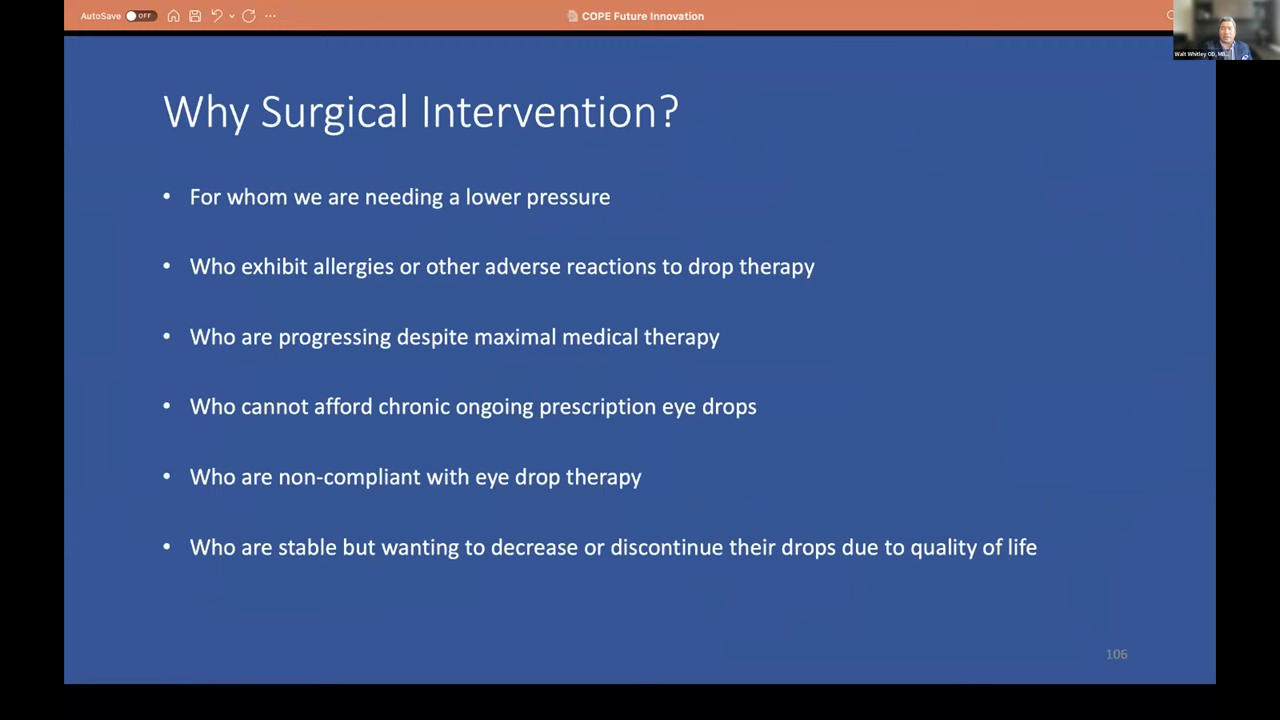 AutoSave OFF
COPE Future Innovation
Walt Whitley OD, MB...
Why Surgical Intervention?
• For whom we are needing a lower pressure
• Who exhibit allergies or other adverse reactions to drop therapy
• Who are progressing despite maximal medical therapy
• Who cannot afford chronic ongoing prescription eye drops
• Who are non-compliant with eye drop therapy
• Who are stable but wanting to decrease or discontinue their drops due to quality of life
106